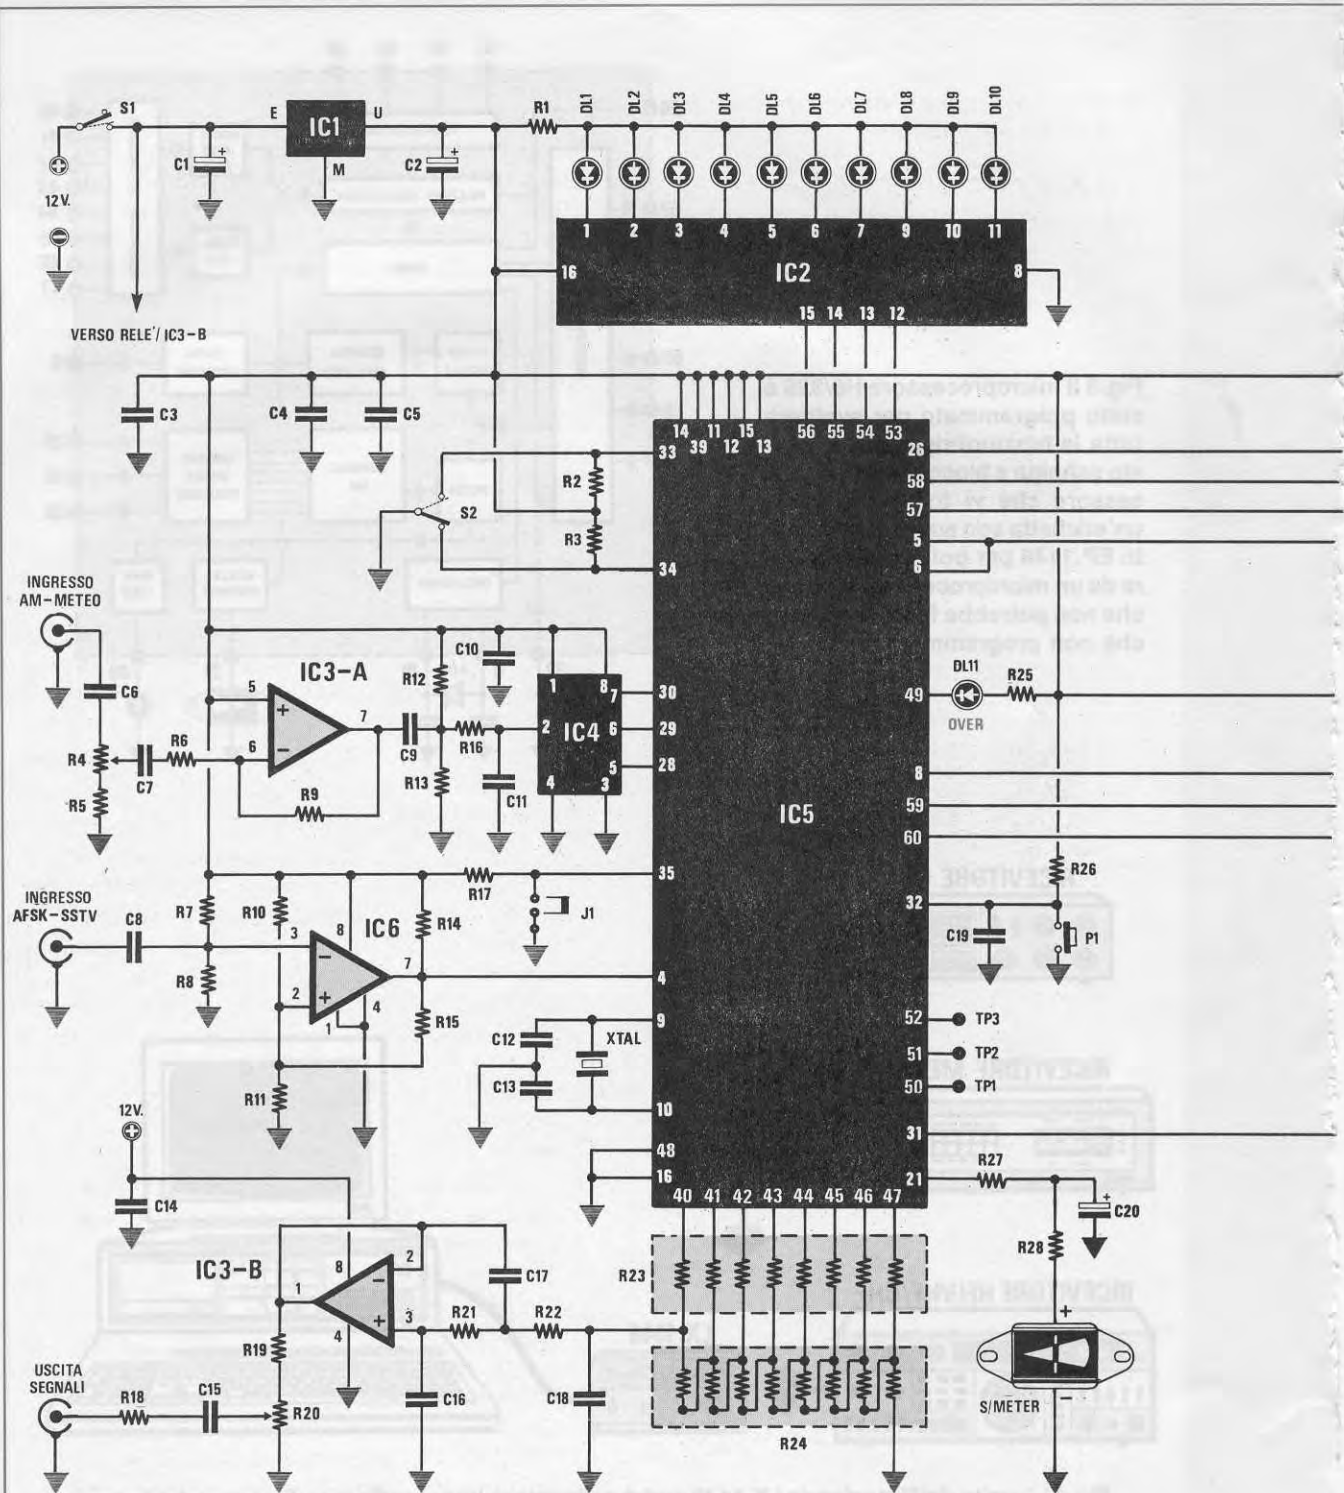 S1
E
IC1
U
M
C1
+
C2
+
12V.
VERSO RELE'/ IC3-B
R1
DL1 DL2 DL3 DL4 DL5 DL6 DL7 DL8 DL9 DL10
1 2 3 4 5 6 7 9 10 11
16
IC2
8
15 14 13 12
C3
C4
C5
14 39 11 12 15 13
56 55 54 53
33
R2
S2
R3
34
26
58
57
5
6
INGRESSO
AM-METEO
C6
R4
R5
C7
R6
IC3-A
5
+
6
-
7
R9
C9
R12
R13
R16
C10
C11
1 8
7
2
IC4
6
5
4 3
30
29
28
IC5
49
DL11
OVER
R25
8
59
60
R26
32
C19
P1
INGRESSO
AFSK-SSTV
C8
R7
R8
R10
R11
IC6
3
-
2
+
8
7
4
1
R14
R15
R17
J1
35
4
9
C12
XTAL
C13
10
48
16
52 TP3
51 TP2
50 TP1
31
21
R27
C20
+
R28
40 41 42 43 44 45 46 47
12V.
C14
IC3-B
8
2
-
1
3
+
4
C17
R21
R22
R19
R20
C16
C18
R23
R24
USCITA
SEGNALI
R18
C15
+
-
S/METER